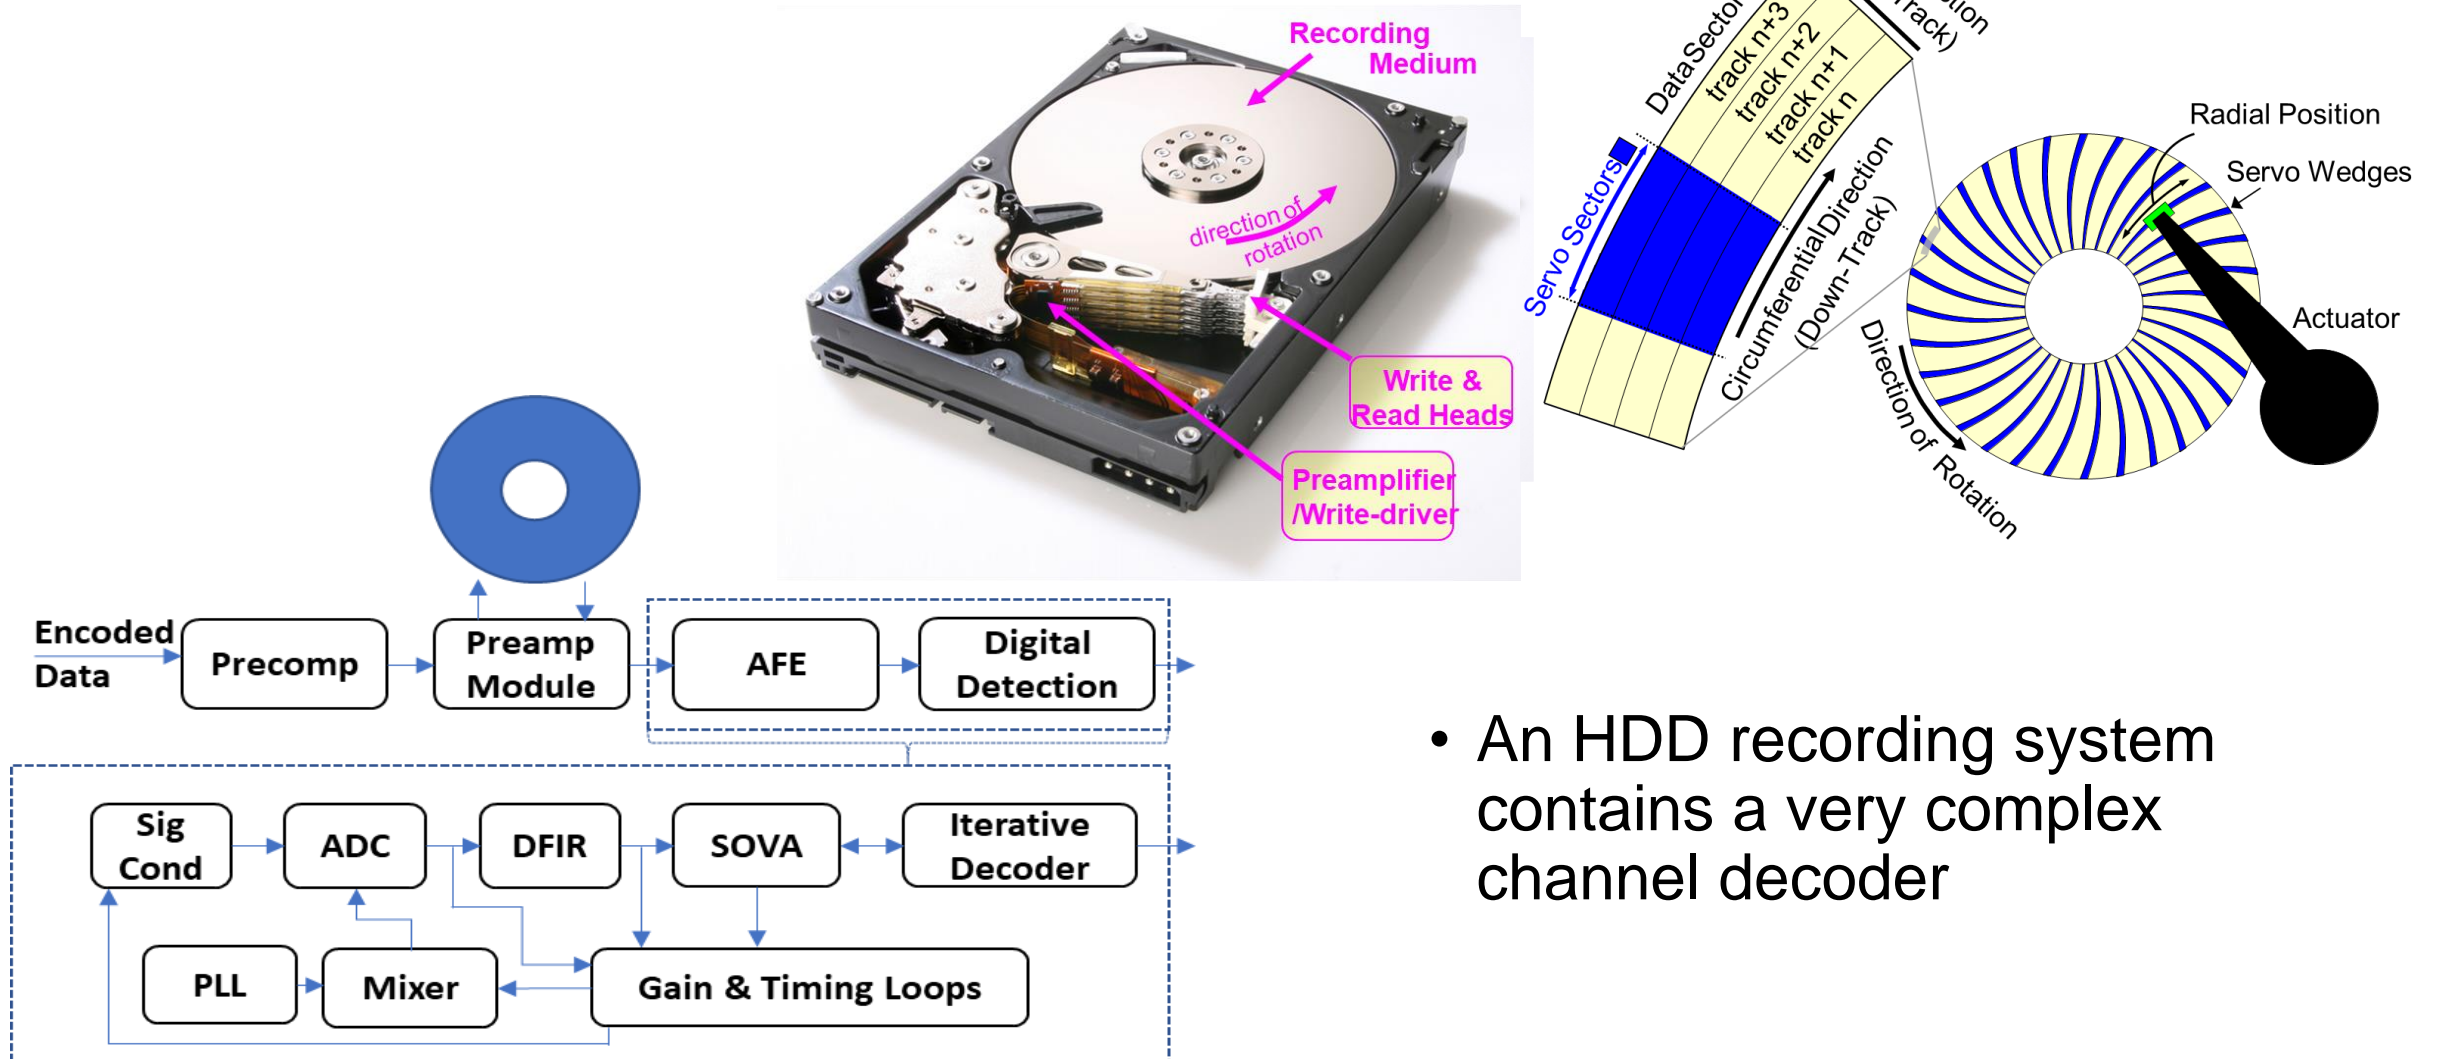 Recording
Medium
direction of
rotation
Write &
Read Heads
Preamplifier
/Write-driver
Track)
Data Sector
track n+3
track n+2
track n+1
track n
Servo Sectors
Circumferential Direction
(Down-Track)
Radial Position
Servo Wedges
Actuator
Direction of Rotation
Encoded
Data
Precomp
Preamp
Module
AFE
Digital
Detection
Sig
Cond
ADC
DFIR
SOVA
Iterative
Decoder
PLL
Mixer
Gain & Timing Loops
• An HDD recording system
contains a very complex
channel decoder